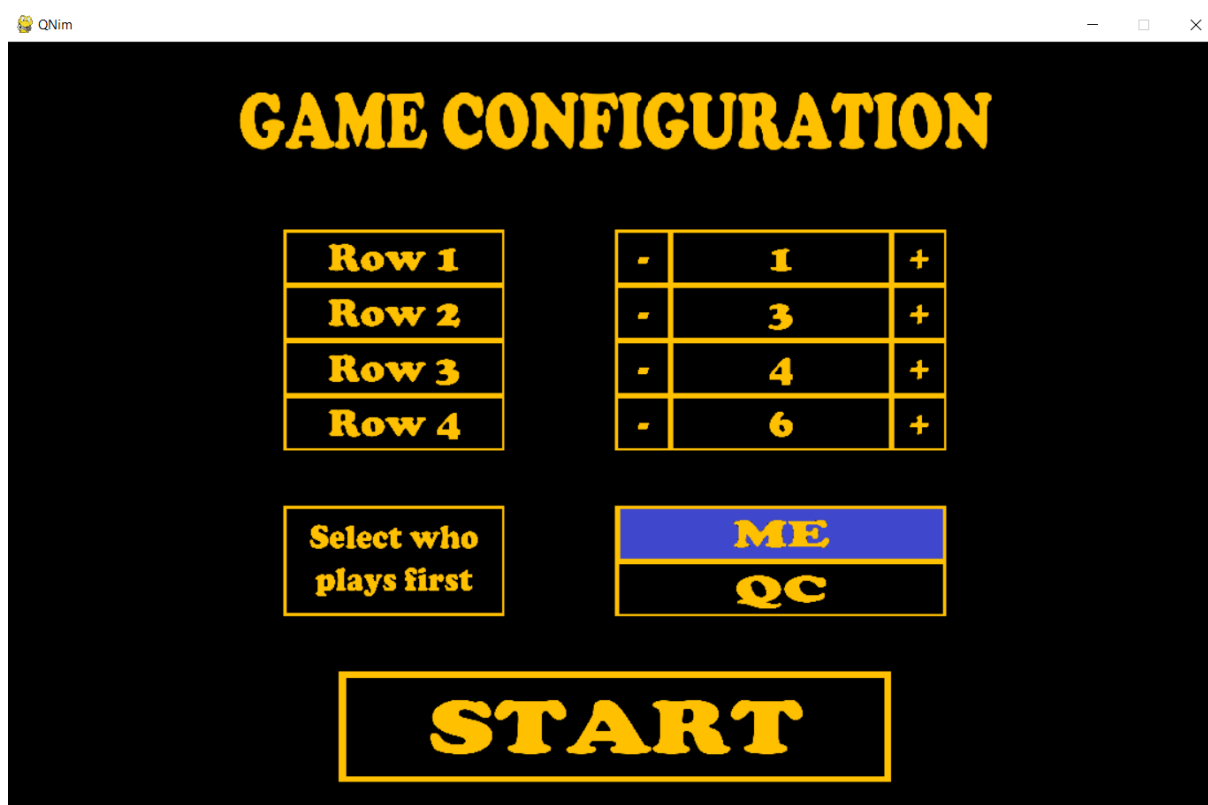 QNim
GAME CONFIGURATION
Row 1 - 1 +
Row 2 - 3 +
Row 3 - 4 +
Row 4 - 6 +
Select who
plays first
ME
QC
START